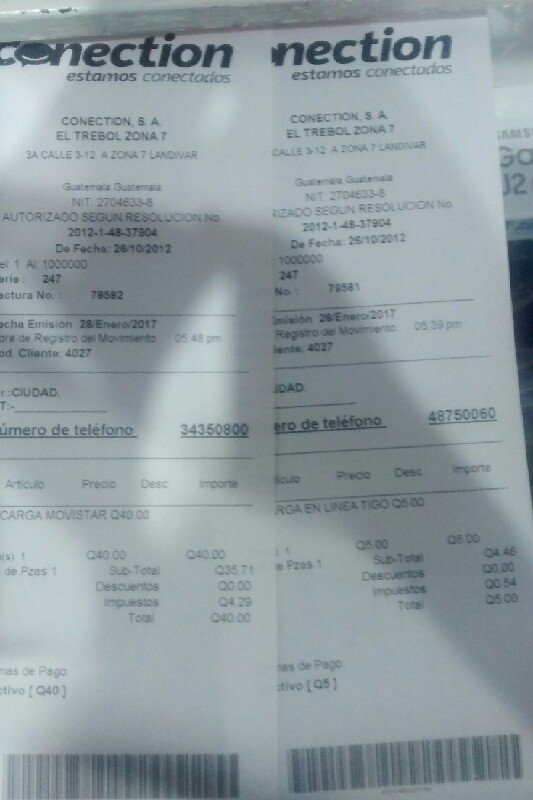 conection
estamos conectados
CONECTION, S. A.
EL TREBOL ZONA 7
3A CALLE 3-12 A ZONA 7 LANDIVAR
Guatemala, Guatemala
NIT: 2704633-8
AUTORIZADO SEGUN RESOLUCION No.
2012-1-48-37904
De Fecha: 26/10/2012
el 1 Al: 1000000
arie : 247
actura No. : 79582
echa Emisión 28/Enero/2017
ora de Registro del Movimiento 05:48 pm
od. Cliente: 4027
r.:CIUDAD.
T:-
úmero de teléfono 34350800
Artículo Precio Desc Importe
CARGA MOVISTAR Q40.00
(s) 1 Q40.00 Q40.00
de Pzas 1 Sub-Total Q35.71
Descuentos Q0.00
Impuestos Q4.29
Total Q40.00
mas de Pago
ctivo [ Q40 ]
nection
estamos conectados
CONECTION, S. A.
EL TREBOL ZONA 7
CALLE 3-12 A ZONA 7 LANDIVAR
Guatemala, Guatemala
NIT: 2704633-8
RIZADO SEGUN RESOLUCION No.
2012-1-48-37904
De Fecha: 26/10/2012
1000000
247
No. : 79581
misión 28/Enero/2017
Registro del Movimiento 05:39 pm
iente: 4027
UDAD.
ero de teléfono 48750060
ículo Precio Desc Importe
RGA EN LINEA TIGO Q5.00
1 Q5.00 Q5.00
e Pzas 1 Sub-Total Q4.46
Descuentos Q0.00
Impuestos Q0.54
Total Q5.00
mas de Pago
ctivo [ Q5 ]
AMS
Ga
J2